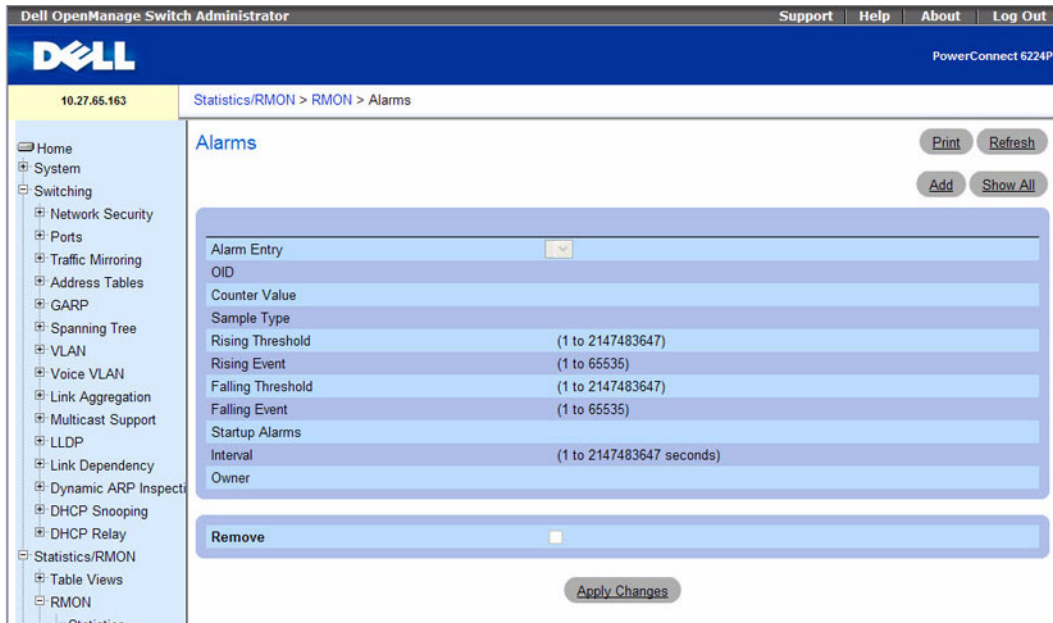 Dell OpenManage Switch Administrator
Support Help About Log Out
DELL
PowerConnect 6224P
10.27.65.163
Statistics/RMON > RMON > Alarms
Home
System
Switching
Network Security
Ports
Traffic Mirroring
Address Tables
GARP
Spanning Tree
VLAN
Voice VLAN
Link Aggregation
Multicast Support
LLDP
Link Dependency
Dynamic ARP Inspecti
DHCP Snooping
DHCP Relay
Statistics/RMON
Table Views
RMON
Alarms
Print Refresh
Add Show All
Alarm Entry
OID
Counter Value
Sample Type
Rising Threshold (1 to 2147483647)
Rising Event (1 to 65535)
Falling Threshold (1 to 2147483647)
Falling Event (1 to 65535)
Startup Alarms
Interval (1 to 2147483647 seconds)
Owner
Remove
Apply Changes